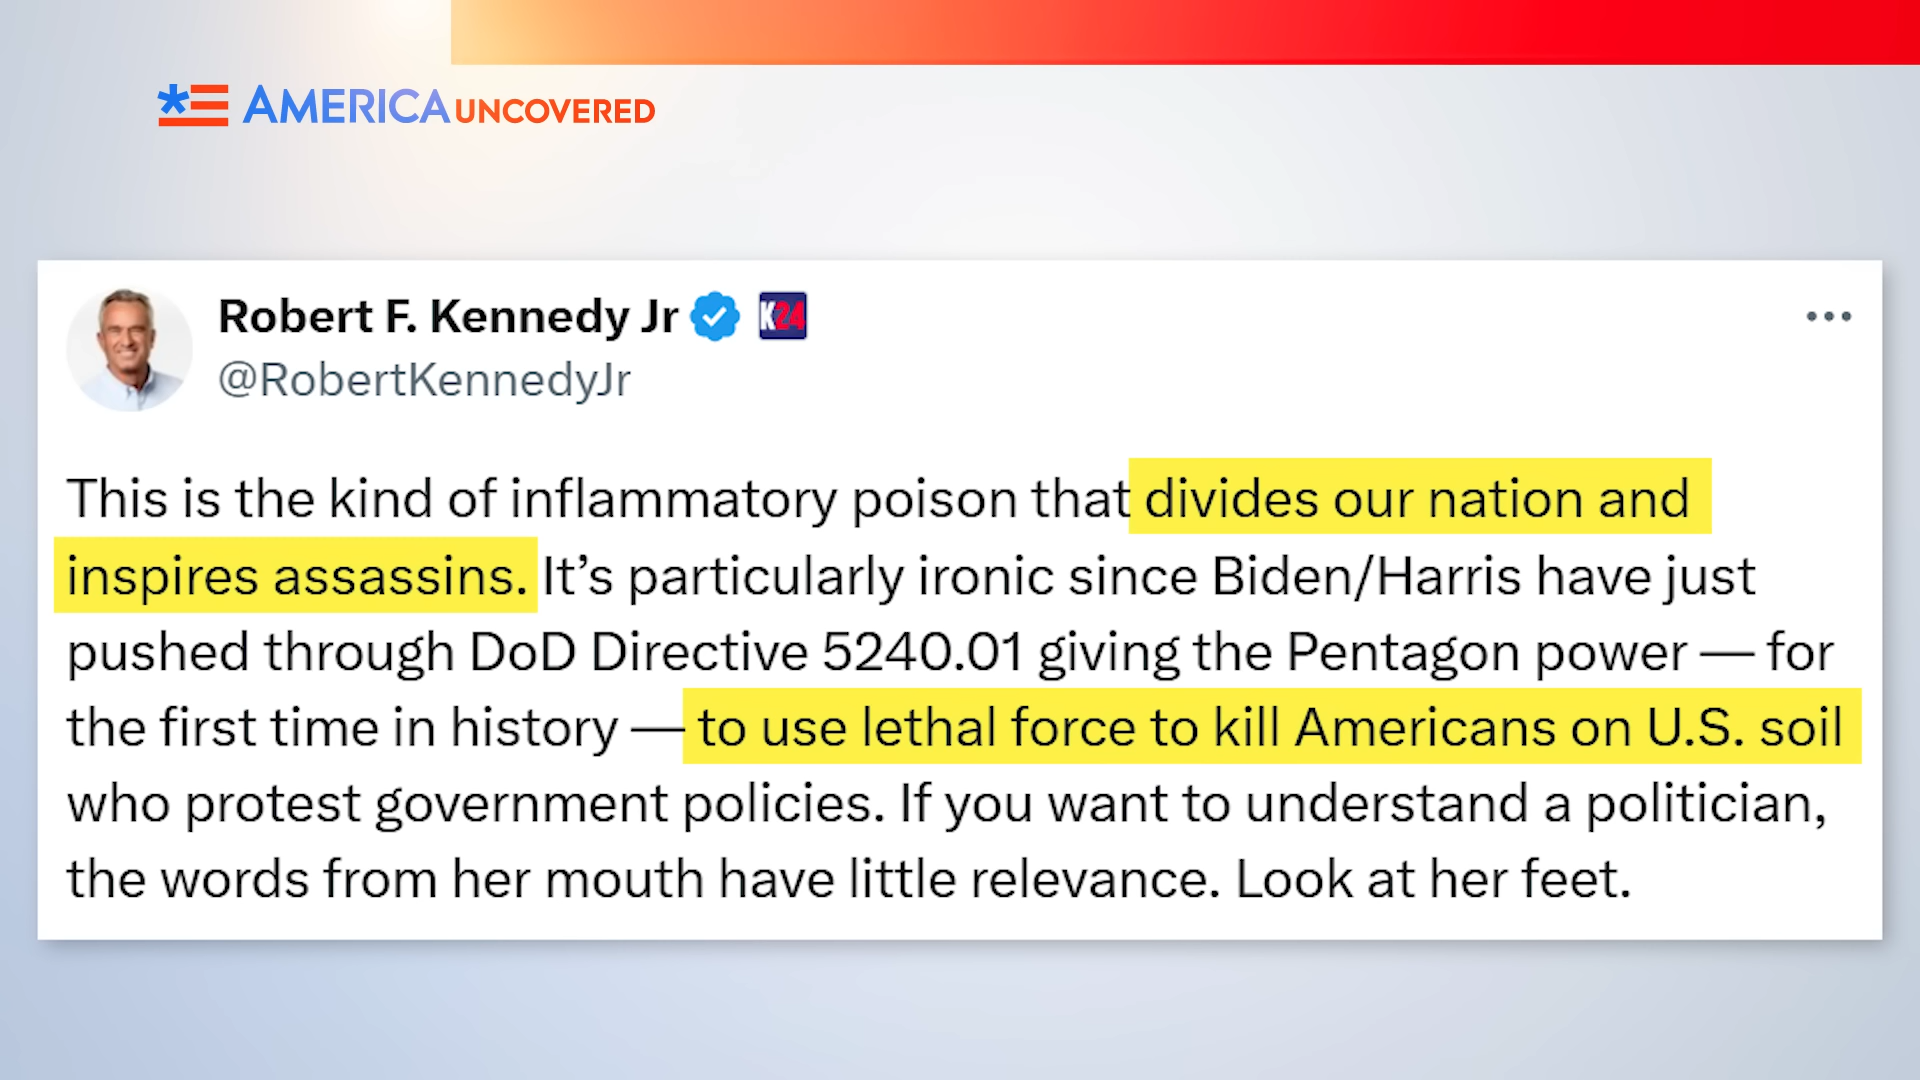 AMERICA UNCOVERED
Robert F. Kennedy Jr K24
@RobertKennedyJr
This is the kind of inflammatory poison that divides our nation and
inspires assassins. It’s particularly ironic since Biden/Harris have just
pushed through DoD Directive 5240.01 giving the Pentagon power — for
the first time in history — to use lethal force to kill Americans on U.S. soil
who protest government policies. If you want to understand a politician,
the words from her mouth have little relevance. Look at her feet.